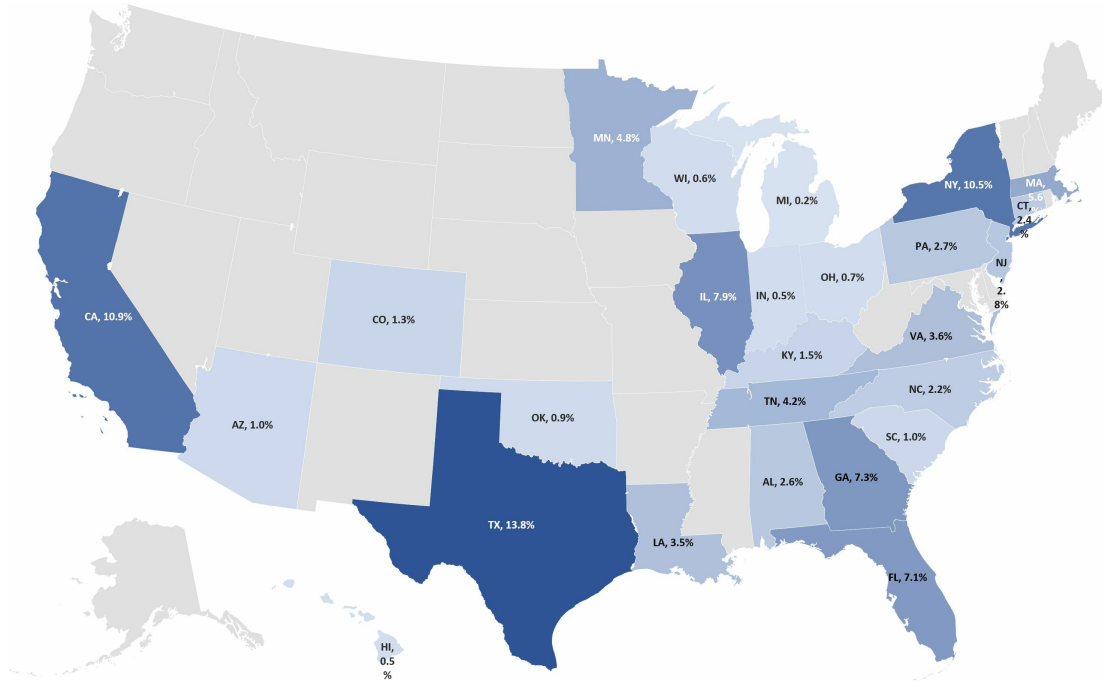 MN, 4.8%
WI, 0.6%
MI, 0.2%
NY, 10.5%
MA,
5.6
CT,
2.4
%
PA, 2.7%
NJ
, 2.
8%
OH, 0.7%
IN, 0.5%
IL, 7.9%
CA, 10.9%
CO, 1.3%
VA, 3.6%
KY, 1.5%
NC, 2.2%
TN, 4.2%
AZ, 1.0%
OK, 0.9%
SC, 1.0%
AL, 2.6%
GA, 7.3%
TX, 13.8%
LA, 3.5%
FL, 7.1%
HI,
0.5
%